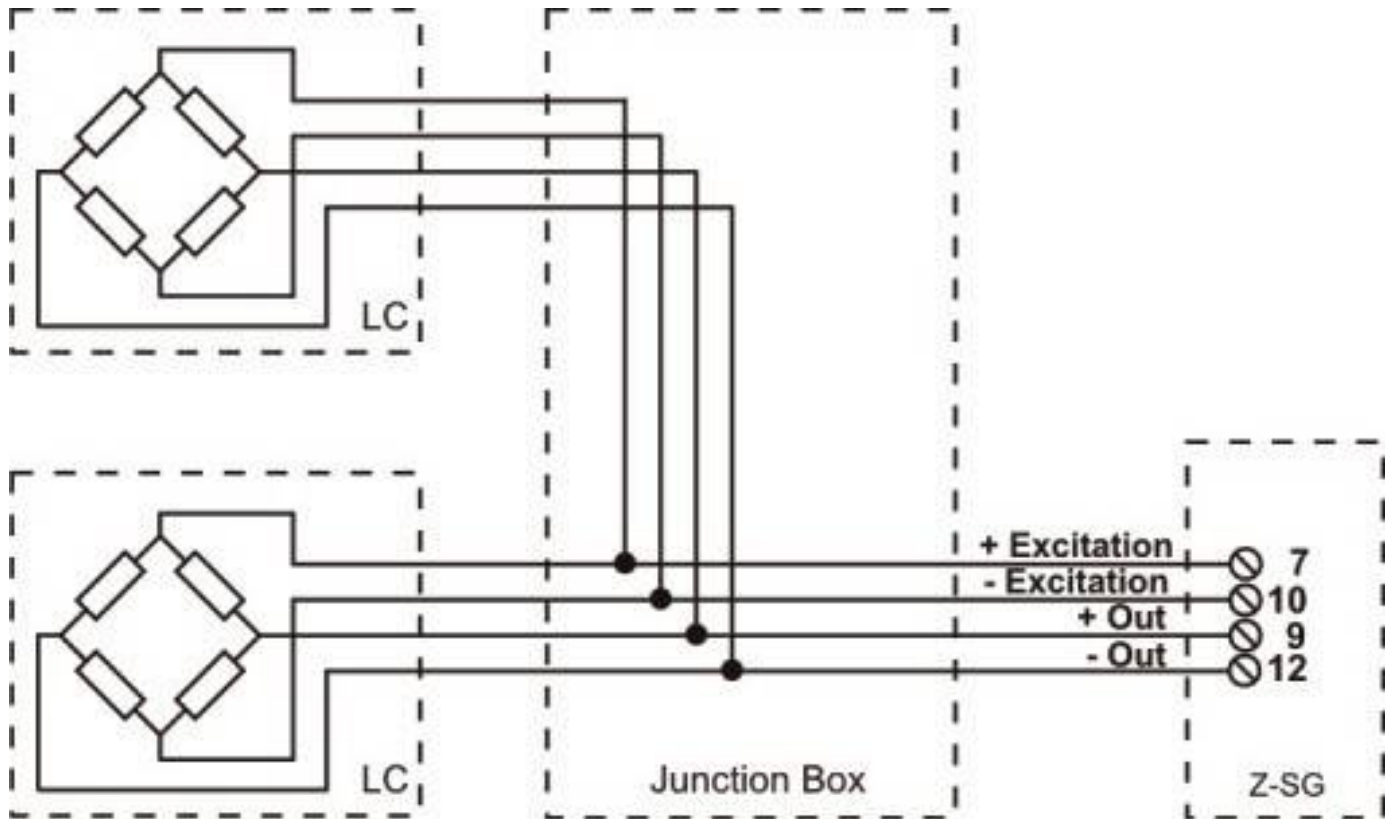 LC
+ Excitation 7
- Excitation 10
+ Out 9
- Out 12
LC
Junction Box
Z-SG